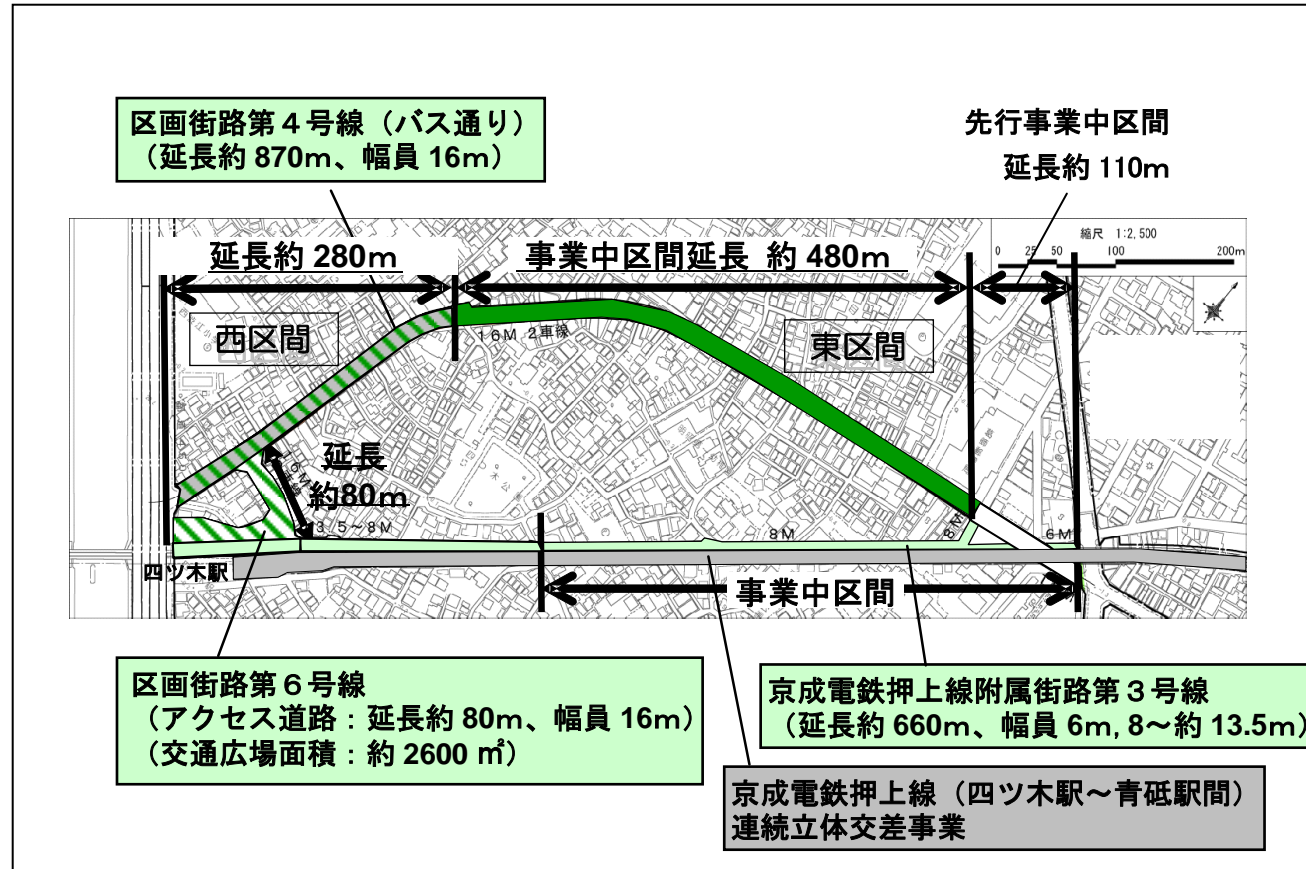 区画街路第４号線（バス通り）
（延長約 870ｍ、幅員 16ｍ）
先行事業中区間
延長約 110ｍ
縮尺 1:2,500
0 25 50 100 200m
延長約 280ｍ
事業中区間延長 約 480ｍ
西区間
16Ｍ 2車線
東区間
延長
約80ｍ
16Ｍ
3.5～8Ｍ
8Ｍ
8Ｍ
6Ｍ
四ツ木駅
事業中区間
区画街路第６号線
（アクセス道路：延長約 80ｍ、幅員 16ｍ）
（交通広場面積：約 2600 ㎡）
京成電鉄押上線附属街路第３号線
（延長約 660ｍ、幅員 6ｍ, 8～約 13.5ｍ）
京成電鉄押上線（四ツ木駅～青砥駅間）
連続立体交差事業